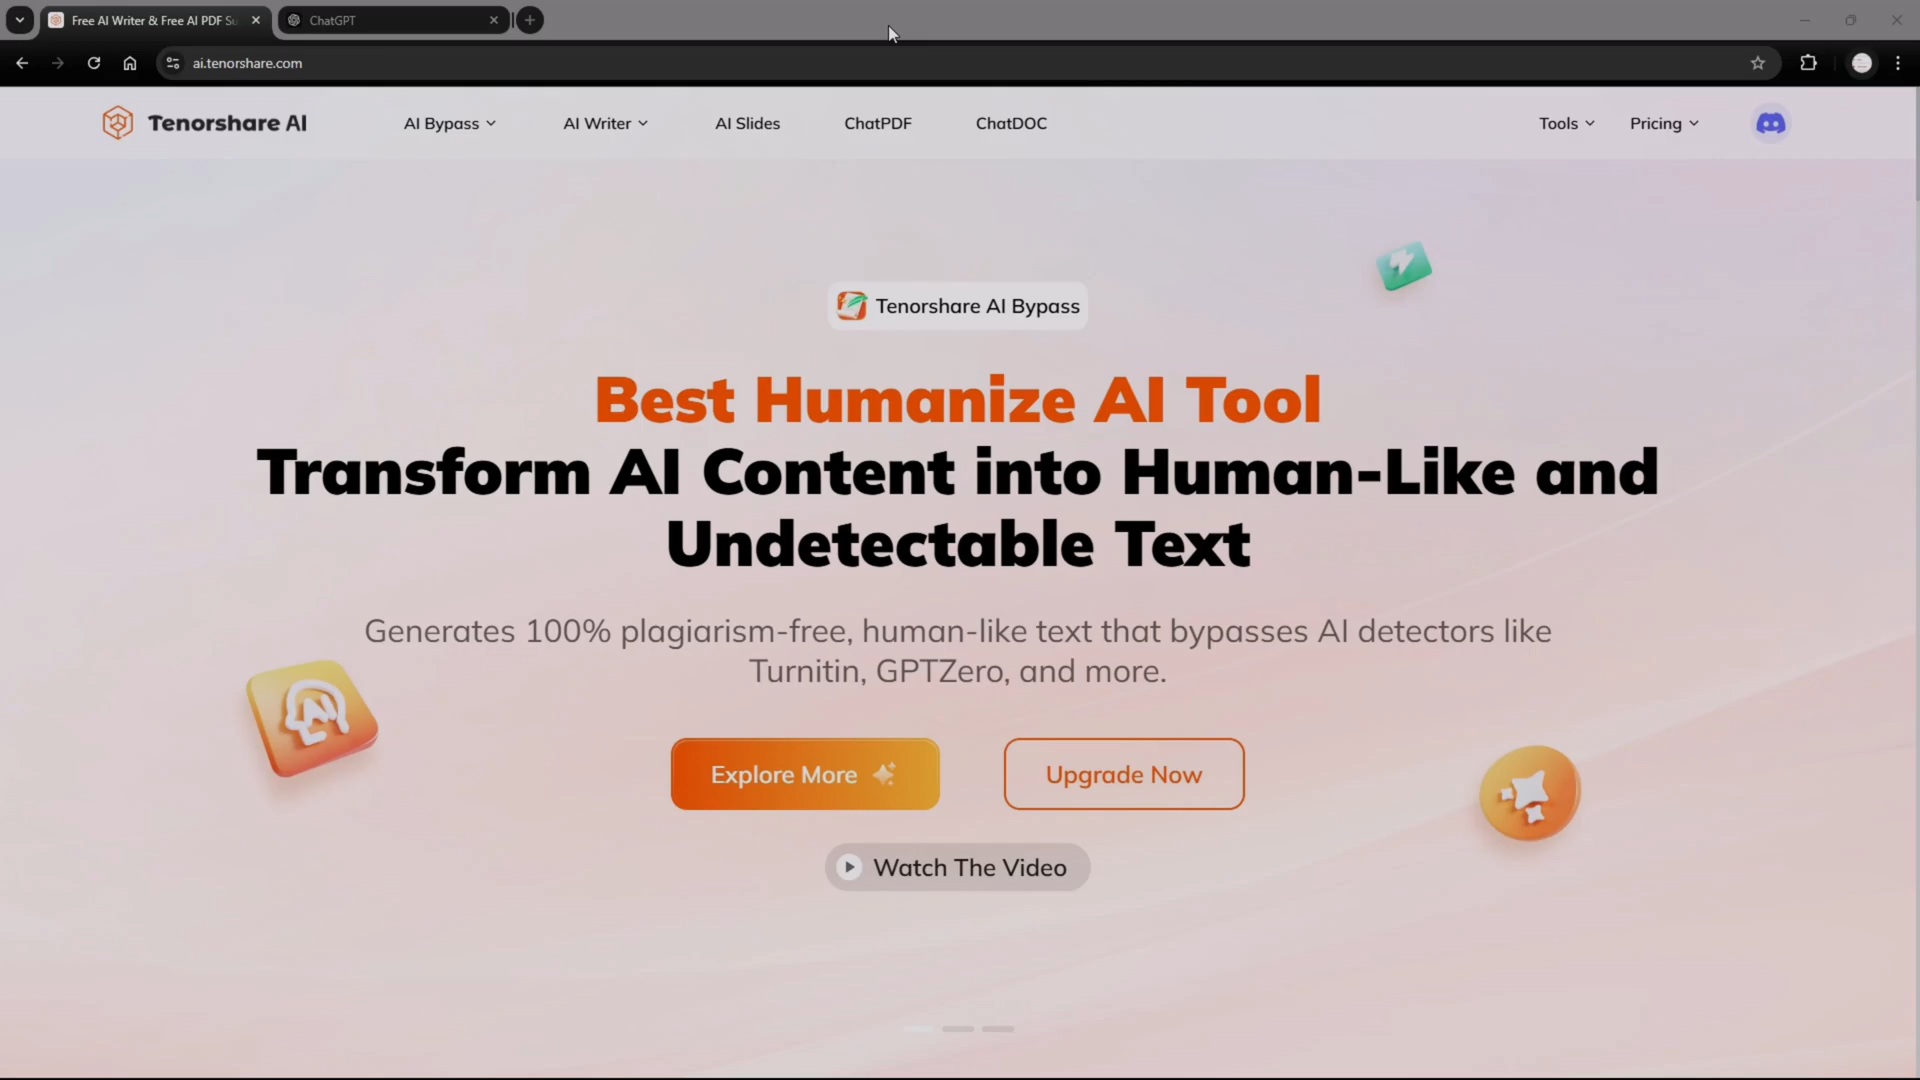 Free AI Writer & Free AI PDF Su
ChatGPT
ai.tenorshare.com
Tenorshare AI
AI Bypass
AI Writer
AI Slides
ChatPDF
ChatDOC
Tools
Pricing
Tenorshare AI Bypass
Best Humanize AI Tool
Transform AI Content into Human-Like and
Undetectable Text
Generates 100% plagiarism-free, human-like text that bypasses AI detectors like
Turnitin, GPTZero, and more.
Explore More
Upgrade Now
Watch The Video